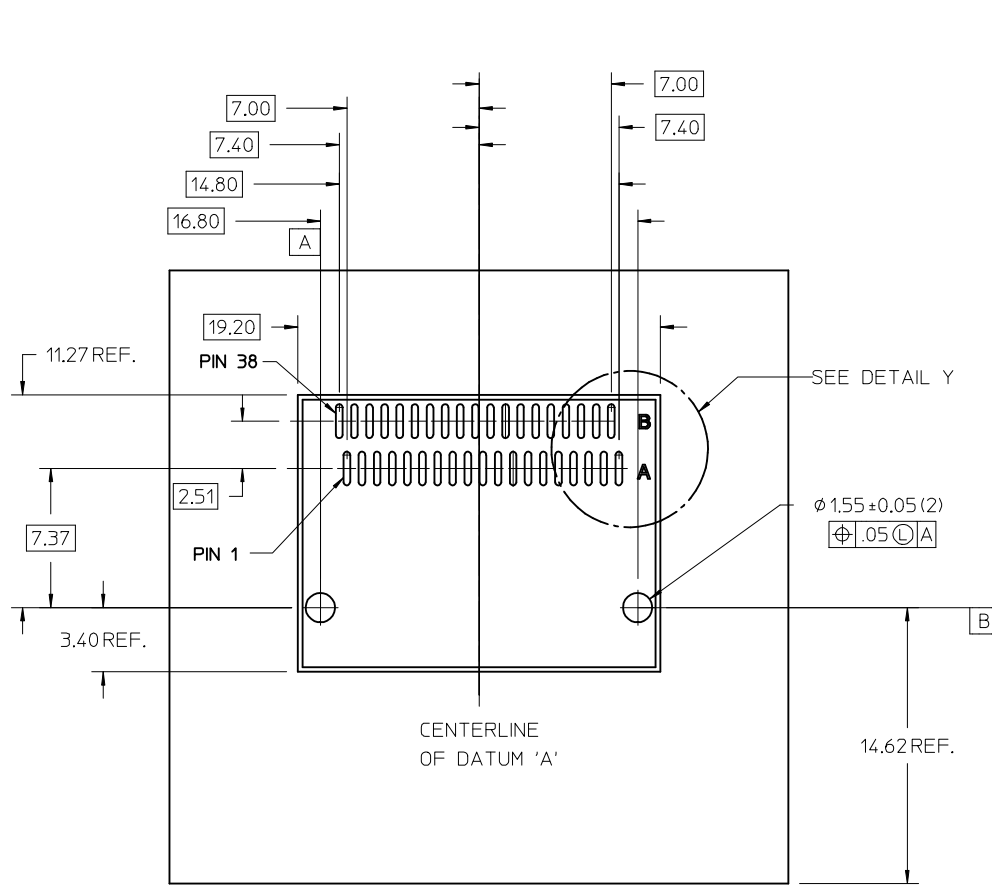 7.00
7.00
7.40
7.40
14.80
16.80
A
19.20
11.27 REF.
PIN 38
SEE DETAIL Y
B
A
2.51
7.37
PIN 1
Ø 1.55 ±0.05 (2)
⌖ .05 Ⓛ A
3.40 REF.
B
CENTERLINE
OF DATUM 'A'
14.62 REF.